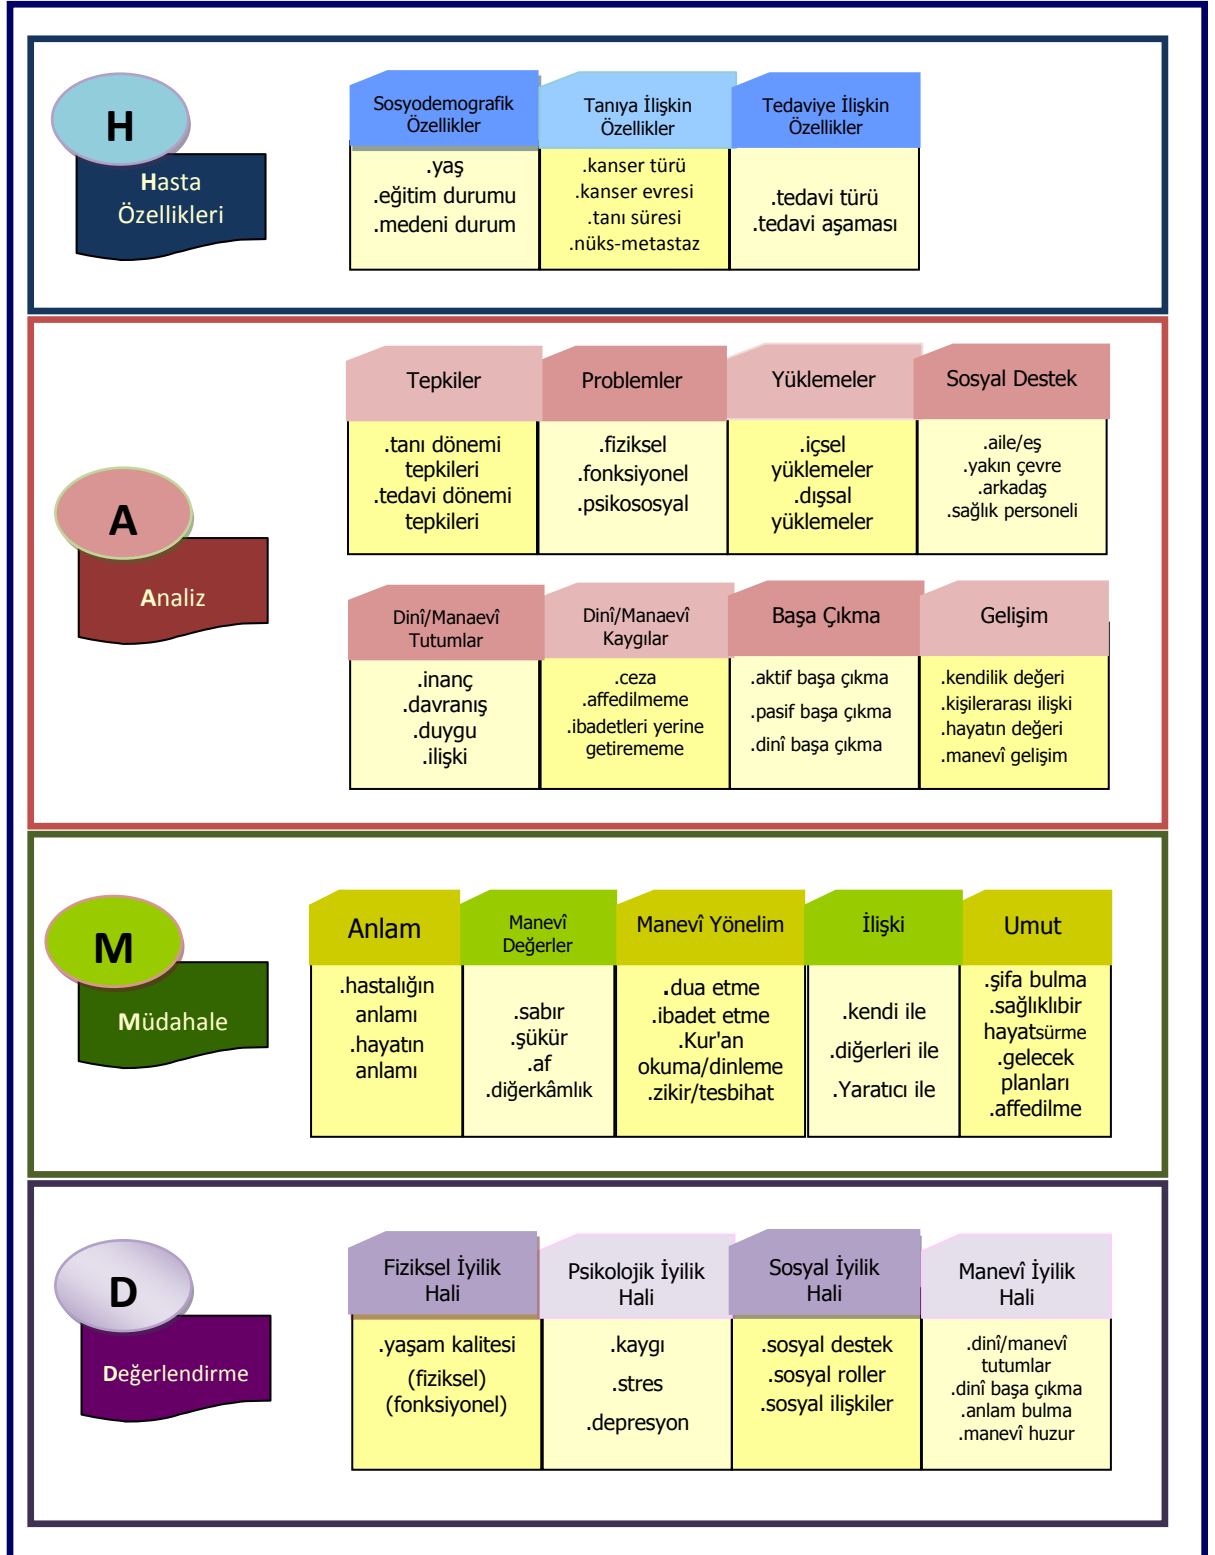 H
Hasta
Özellikleri
Sosyodemografik
Özellikler
.yaş
.eğitim durumu
.medeni durum
Tanıya İlişkin
Özellikler
.kanser türü
.kanser evresi
.tanı süresi
.nüks-metastaz
Tedaviye İlişkin
Özellikler
.tedavi türü
.tedavi aşaması
A
Analiz
Tepkiler
.tanı dönemi
tepkileri
.tedavi dönemi
tepkileri
Problemler
.fiziksel
.fonksiyonel
.psikososyal
Yüklemeler
.içsel
yüklemeler
.dışsal
yüklemeler
Sosyal Destek
.aile/eş
.yakın çevre
.arkadaş
.sağlık personeli
Dinî/Manaevî
Tutumlar
.inanç
.davranış
.duygu
.ilişki
Dinî/Manaevî
Kaygılar
.ceza
.affedilmeme
.ibadetleri yerine
getirememe
Başa Çıkma
.aktif başa çıkma
.pasif başa çıkma
.dinî başa çıkma
Gelişim
.kendilik değeri
.kişilerarası ilişki
.hayatın değeri
.manevî gelişim
M
Müdahale
Anlam
.hastalığın
anlamı
.hayatın
anlamı
Manevî
Değerler
.sabır
.şükür
.af
.diğerkâmlık
Manevî Yönelim
.dua etme
.ibadet etme
.Kur'an
okuma/dinleme
.zikir/tesbihat
İlişki
.kendi ile
.diğerleri ile
.Yaratıcı ile
Umut
.şifa bulma
.sağlıklıbir
hayatsürme
.gelecek
planları
.affedilme
D
Değerlendirme
Fiziksel İyilik
Hali
.yaşam kalitesi
(fiziksel)
(fonksiyonel)
Psikolojik İyilik
Hali
.kaygı
.stres
.depresyon
Sosyal İyilik
Hali
.sosyal destek
.sosyal roller
.sosyal ilişkiler
Manevî İyilik
Hali
.dinî/manevî
tutumlar
.dinî başa çıkma
.anlam bulma
.manevî huzur